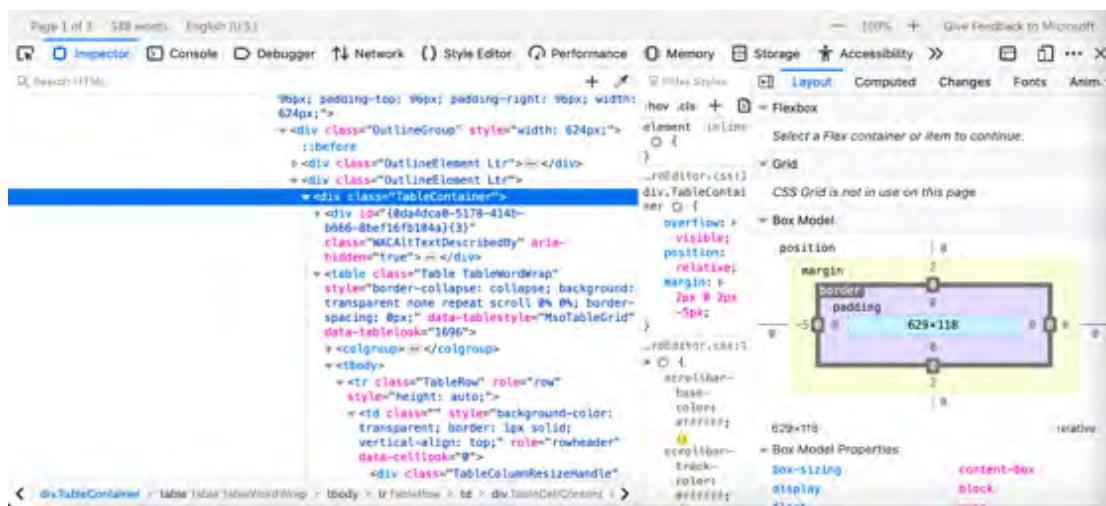 Page 1 of 3 588 words English (U.S.)
— 100% + Give Feedback to Microsoft
Inspector Console Debugger Network {} Style Editor Performance Memory Storage Accessibility
Search HTML
96px; padding-top: 96px; padding-right: 96px; width:
624px;">
<div class="OutlineGroup" style="width: 624px;">
::before
<div class="OutlineElement Ltr"></div>
<div class="OutlineElement Ltr">
<div class="TableContainer">
<div id="{0da4dca0-5178-414b-
b666-8bef16fb104a}{3}"
class="WACAltTextDescribedBy" aria-
hidden="true"></div>
<table class="Table TableWordWrap"
style="border-collapse: collapse; background:
transparent none repeat scroll 0% 0%; border-
spacing: 0px;" data-tablestyle="MsoTableGrid"
data-tablelook="1696">
<colgroup></colgroup>
<tbody>
<tr class="TableRow" role="row"
style="height: auto;">
<td class="" style="background-color:
transparent; border: 1px solid;
vertical-align: top;" role="rowheader"
data-celllook="0">
<div class="TableColumnResizeHandle"
div.TableContainer > table.Table.TableWordWrap > tbody > tr.TableRow > td > div.TableCellContent
Filter Styles
:hov .cls +
element inline
{
}
div.TableContai
ner {
overflow:
visible;
position:
relative;
margin:
2px 0 2px
-5px;
}
* {
scrollbar-
base-
color:
scrollbar-
track-
color:
Layout Computed Changes Fonts Anim
Flexbox
Select a Flex container or item to continue.
Grid
CSS Grid is not in use on this page
Box Model
position 0
margin 2
border 0
padding 0
0 -5 0 0 629×118 0 0 0 0
0
0
2
0
629×118 relative
Box Model Properties
box-sizing content-box
display block